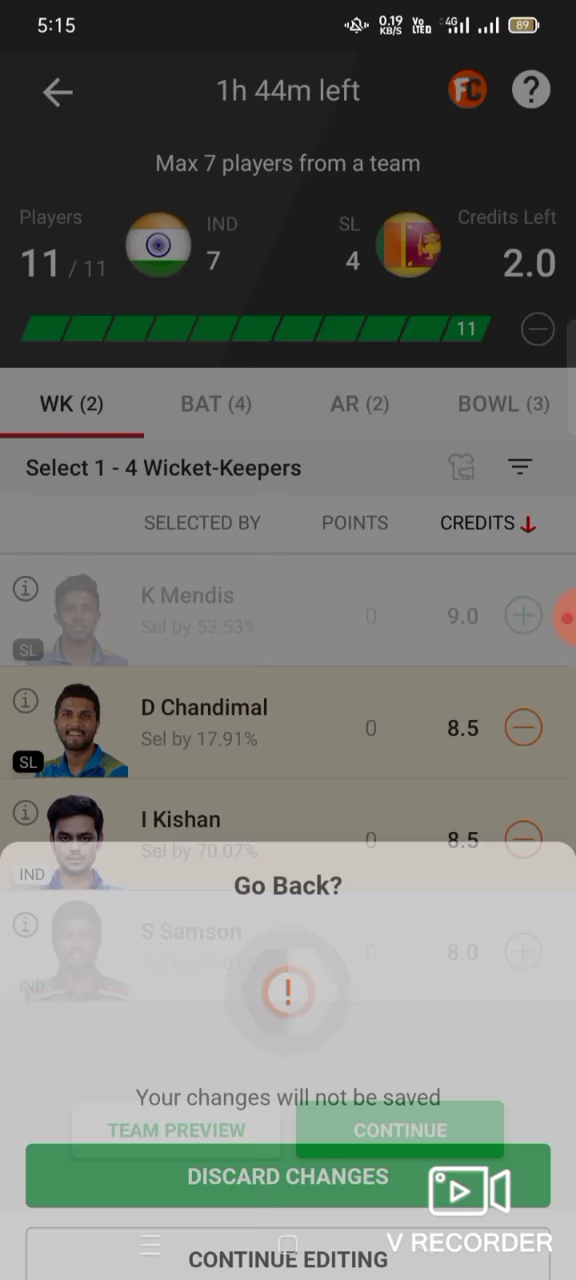 5:15
0.19 KB/S Vo LTED 4G 89
1h 44m left FC ?
Max 7 players from a team
Players IND SL Credits Left
11 / 11 7 4 2.0
11
WK (2) BAT (4) AR (2) BOWL (3)
Select 1 - 4 Wicket-Keepers
SELECTED BY POINTS CREDITS
K Mendis
Sel by 53.53% 0 9.0
SL
D Chandimal
Sel by 17.91% 0 8.5
SL
I Kishan
Sel by 70.07% 0 8.5
IND
Go Back?
S Samson
0 8.0
IND
!
Your changes will not be saved
TEAM PREVIEW CONTINUE
DISCARD CHANGES
V RECORDER
CONTINUE EDITING